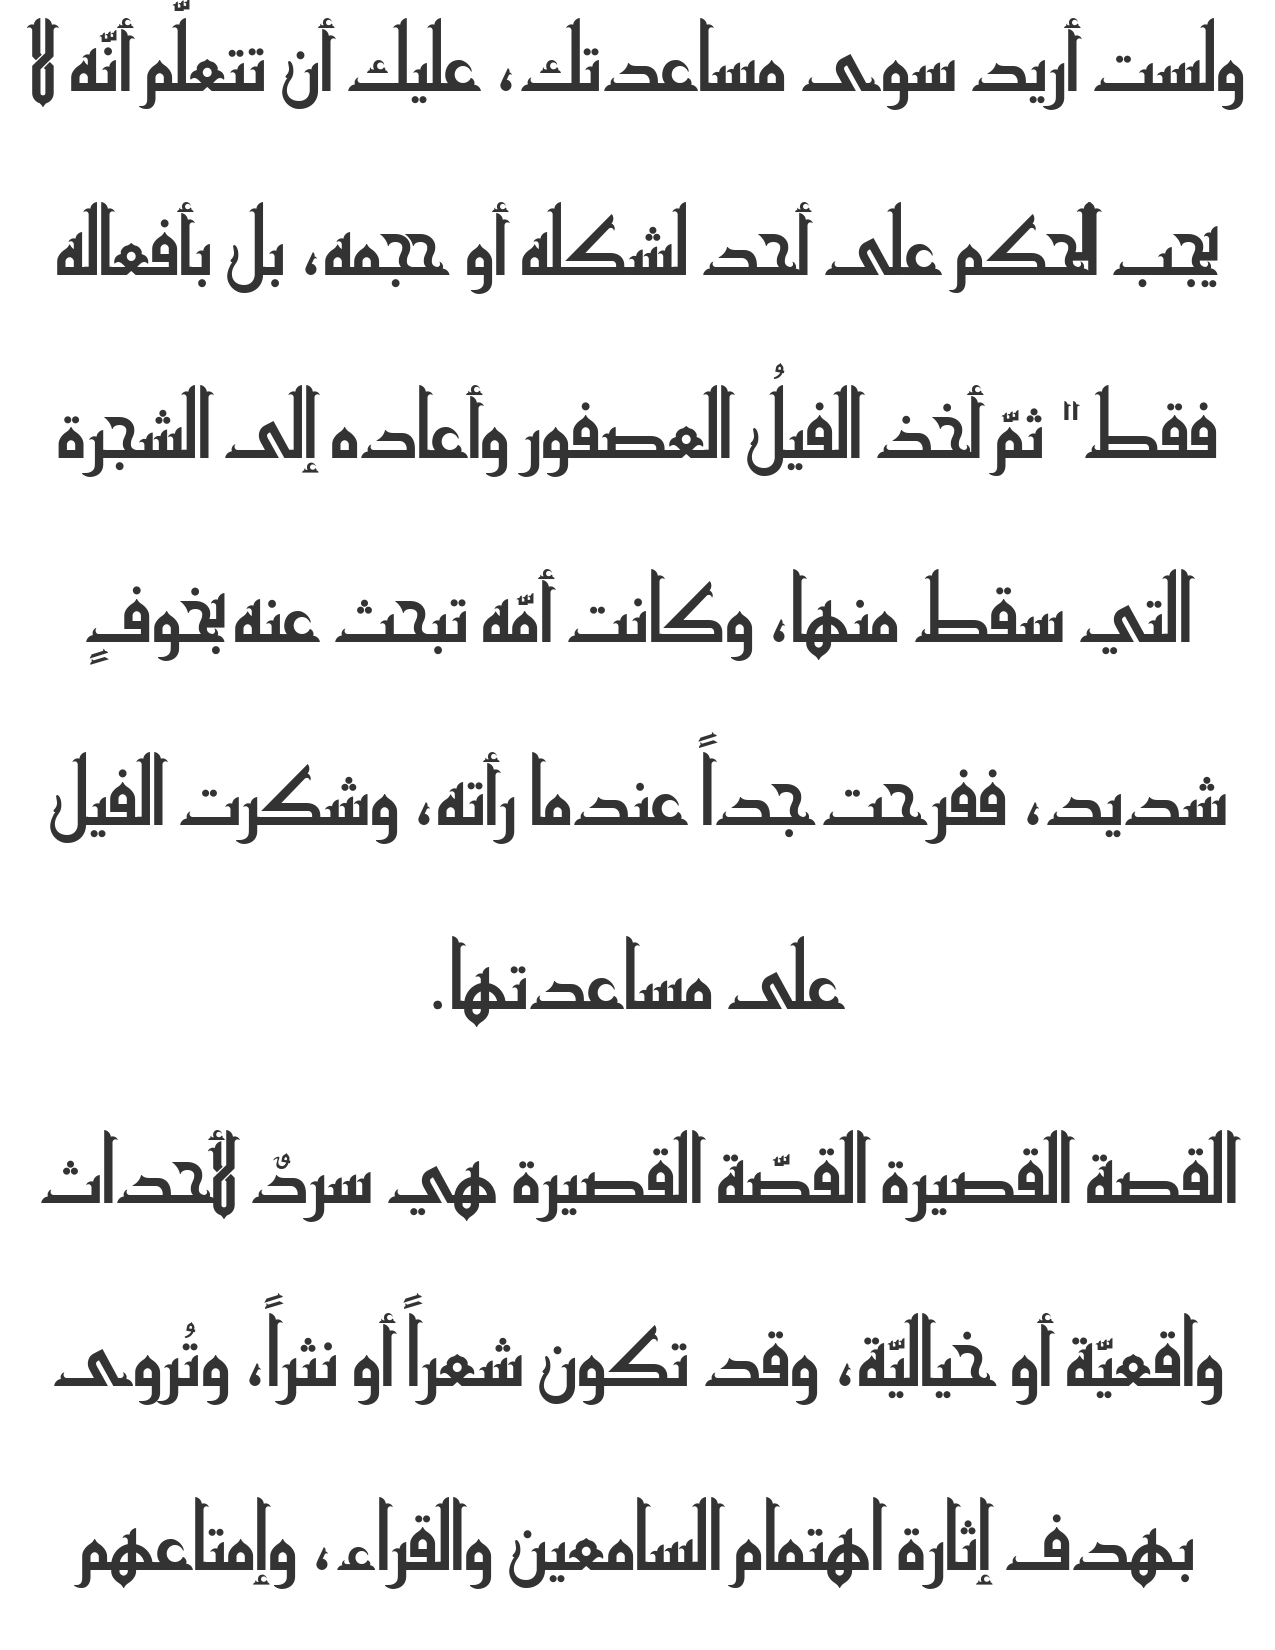 ولست أريد سوى مساعدتك، عليك أن تتعلّم أنّه لا
يجب الحكم على أحد لشكله أو حجمه، بل بأفعاله
فقط" ثمّ أخذ الفيلُ العصفور وأعاده إلى الشجرة
التي سقط منها، وكانت أمّه تبحث عنه بخوفٍ
شديد، ففرحت جداً عندما رأته، وشكرت الفيل
على مساعدتها.
القصة القصيرة القصّة القصيرة هي سردٌ لأحداث
واقعيّة أو خياليّة، وقد تكون شعراً أو نثراً، وتُروى
بهدف إثارة اهتمام السامعين والقراء، وإمتاعهم